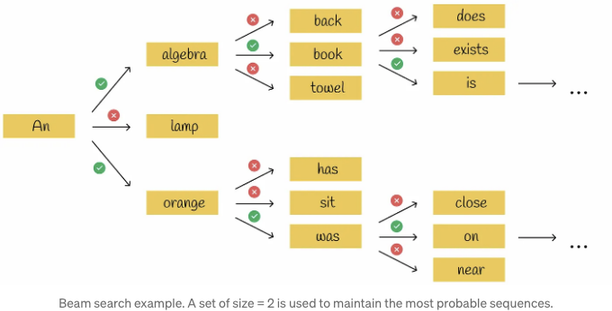 back
does
algebra
book
exists
towel
is
...
An
lamp
has
orange
sit
close
was
on
...
near
Beam search example. A set of size = 2 is used to maintain the most probable sequences.